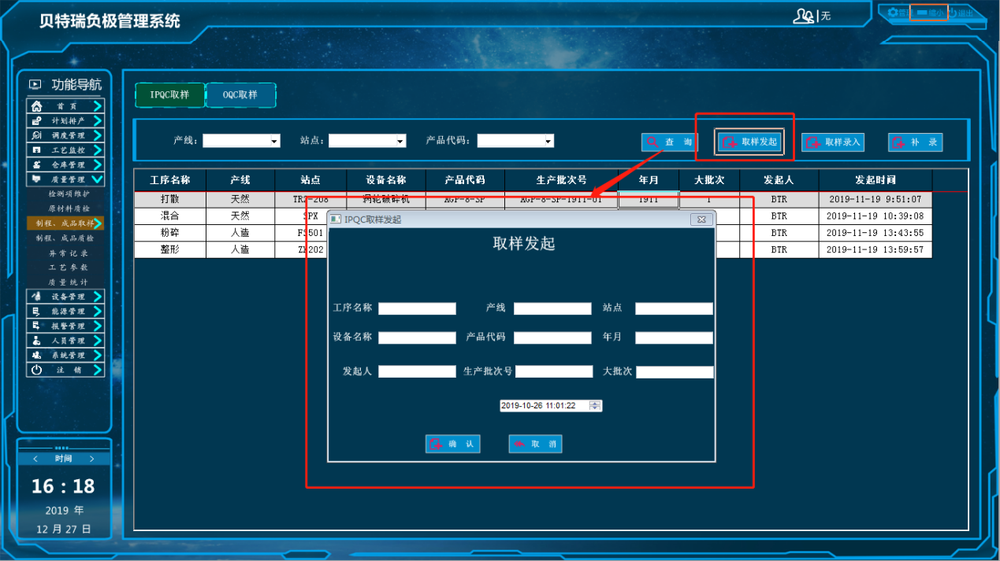 贝特瑞负极管理系统
无
管理 缩小 退出
功能导航
首 页
计划排产
调度管理
工艺监控
仓库管理
质量管理
检测项维护
原材料质检
制程、成品取样
制程、成品质检
异常记录
工艺参数
质量统计
设备管理
能源管理
报警管理
人员管理
系统管理
注 销
时间
16 : 18
2019 年
12 月 27 日
IPQC取样 OQC取样
产线: 站点: 产品代码: 查 询 取样发起 取样录入 补 录
工序名称 产线 站点 设备名称 产品代码 生产批次号 年月 大批次 发起人 发起时间
打散 天然 TR2-208 涡轮破碎机 AGP-8-SP AGP-8-SP-1911-01 1911 1 BTR 2019-11-19 9:51:07
混合 天然 SPX BTR 2019-11-19 10:39:08
粉碎 人造 FS501 BTR 2019-11-19 13:43:55
整形 人造 202 BTR 2019-11-19 13:59:57
IPQC取样发起
取样发起
工序名称 产线 站点
设备名称 产品代码 年月
发起人 生产批次号 大批次
2019-10-26 11:01:22
确 认 取 消